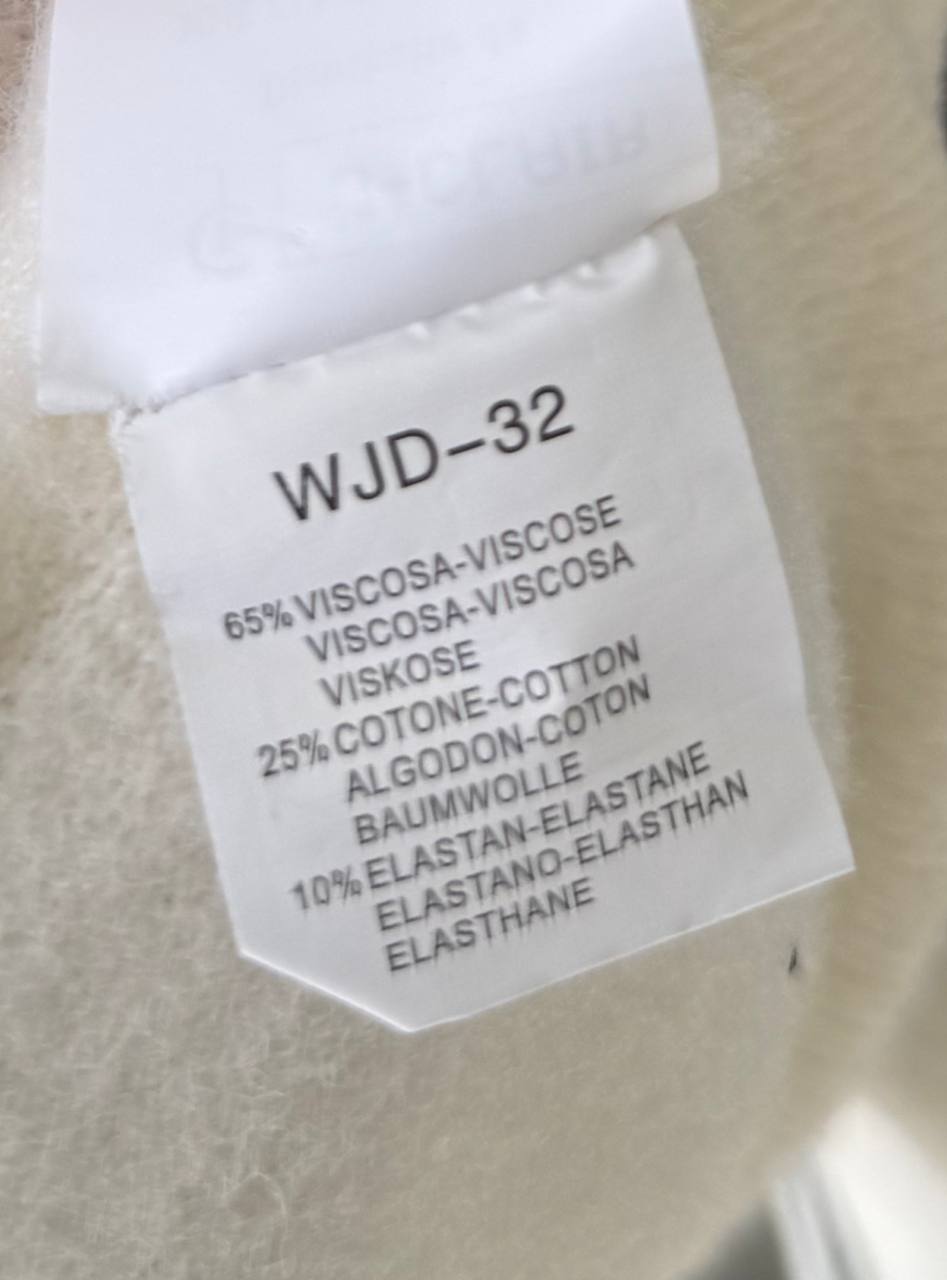 WJD-32
65% VISCOSA-VISCOSE
VISCOSA-VISCOSA
VISKOSE
25% COTONE-COTTON
ALGODON-COTON
BAUMWOLLE
10% ELASTAN-ELASTANE
ELASTANO-ELASTHAN
ELASTHANE